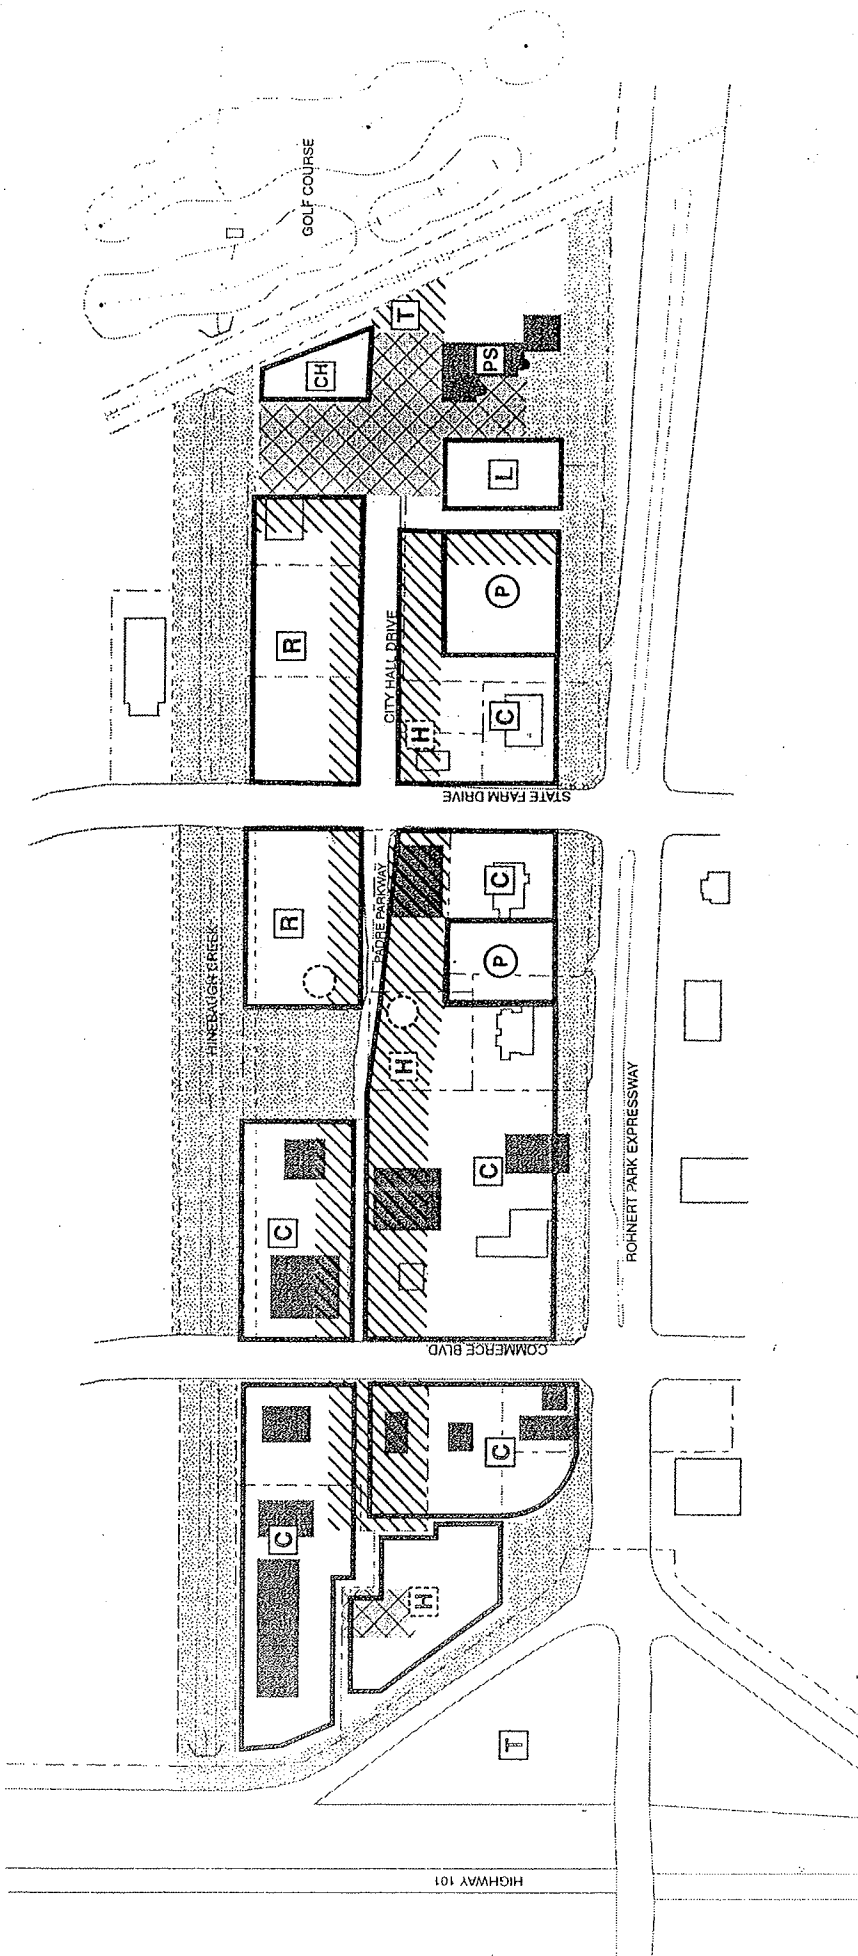 GOLF COURSE
T
CH
PS
L
R
P
CITY HALL DRIVE
H
C
STATE FARM DRIVE
R
PADRE PARKWAY
C
P
HINEBAUGH CREEK
H
ROHNERT PARK EXPRESSWAY
C
C
COMMERCE BLVD.
C
C
H
T
HIGHWAY 101